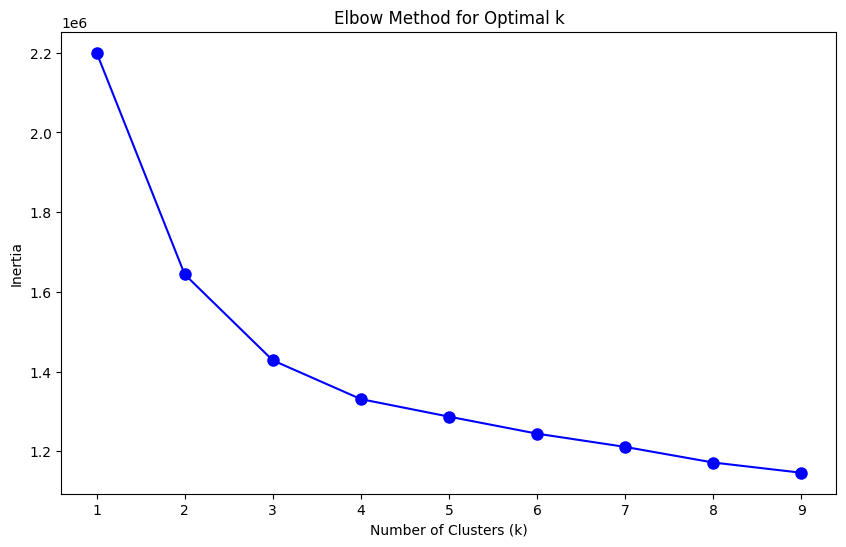 Elbow Method for Optimal k
1e6
2.2
2.0
1.8
1.6
1.4
1.2
Inertia
1 2 3 4 5 6 7 8 9
Number of Clusters (k)